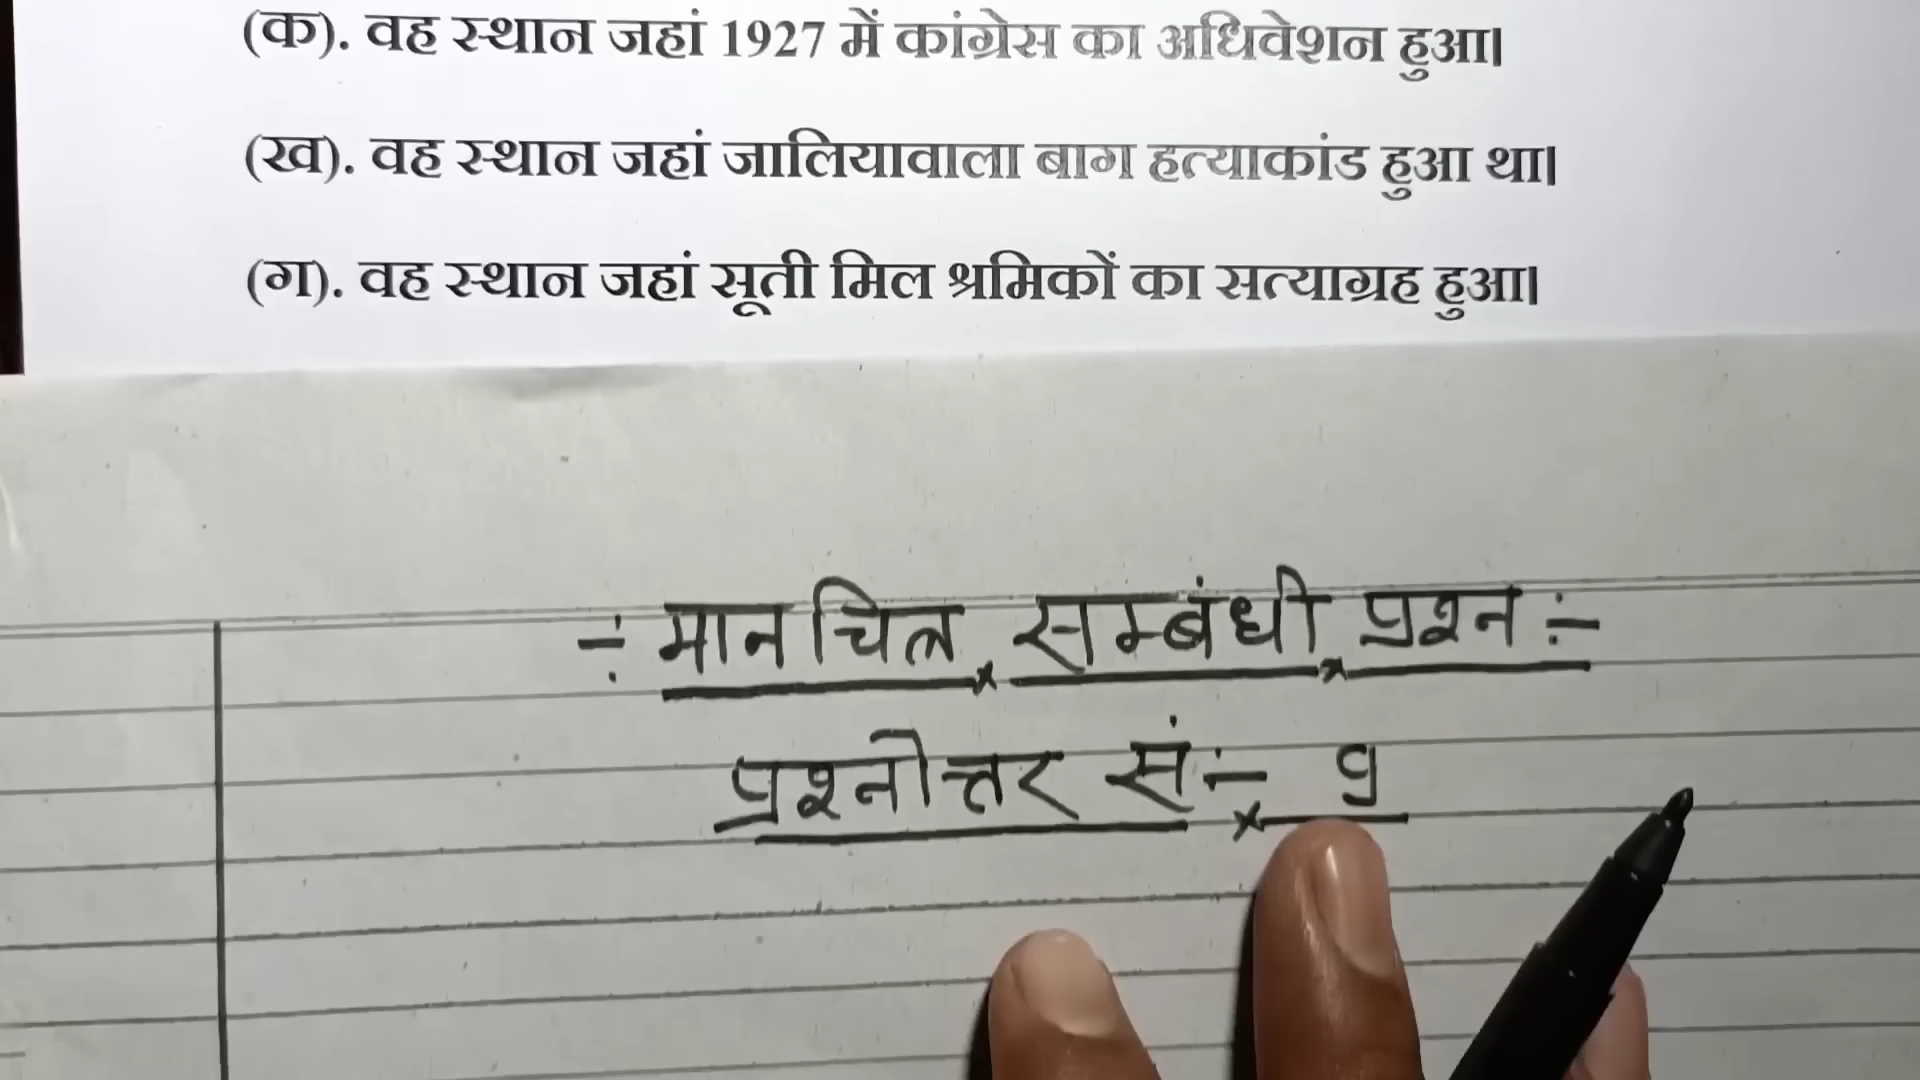 (क). वह स्थान जहां 1927 में कांग्रेस का अधिवेशन हुआ।
(ख). वह स्थान जहां जालियावाला बाग हत्याकांड हुआ था।
(ग). वह स्थान जहां सूती मिल श्रमिकों का सत्याग्रह हुआ।
÷ मानचित्र सम्बंधी प्रश्न :-
प्रश्नोत्तर सं:- 9